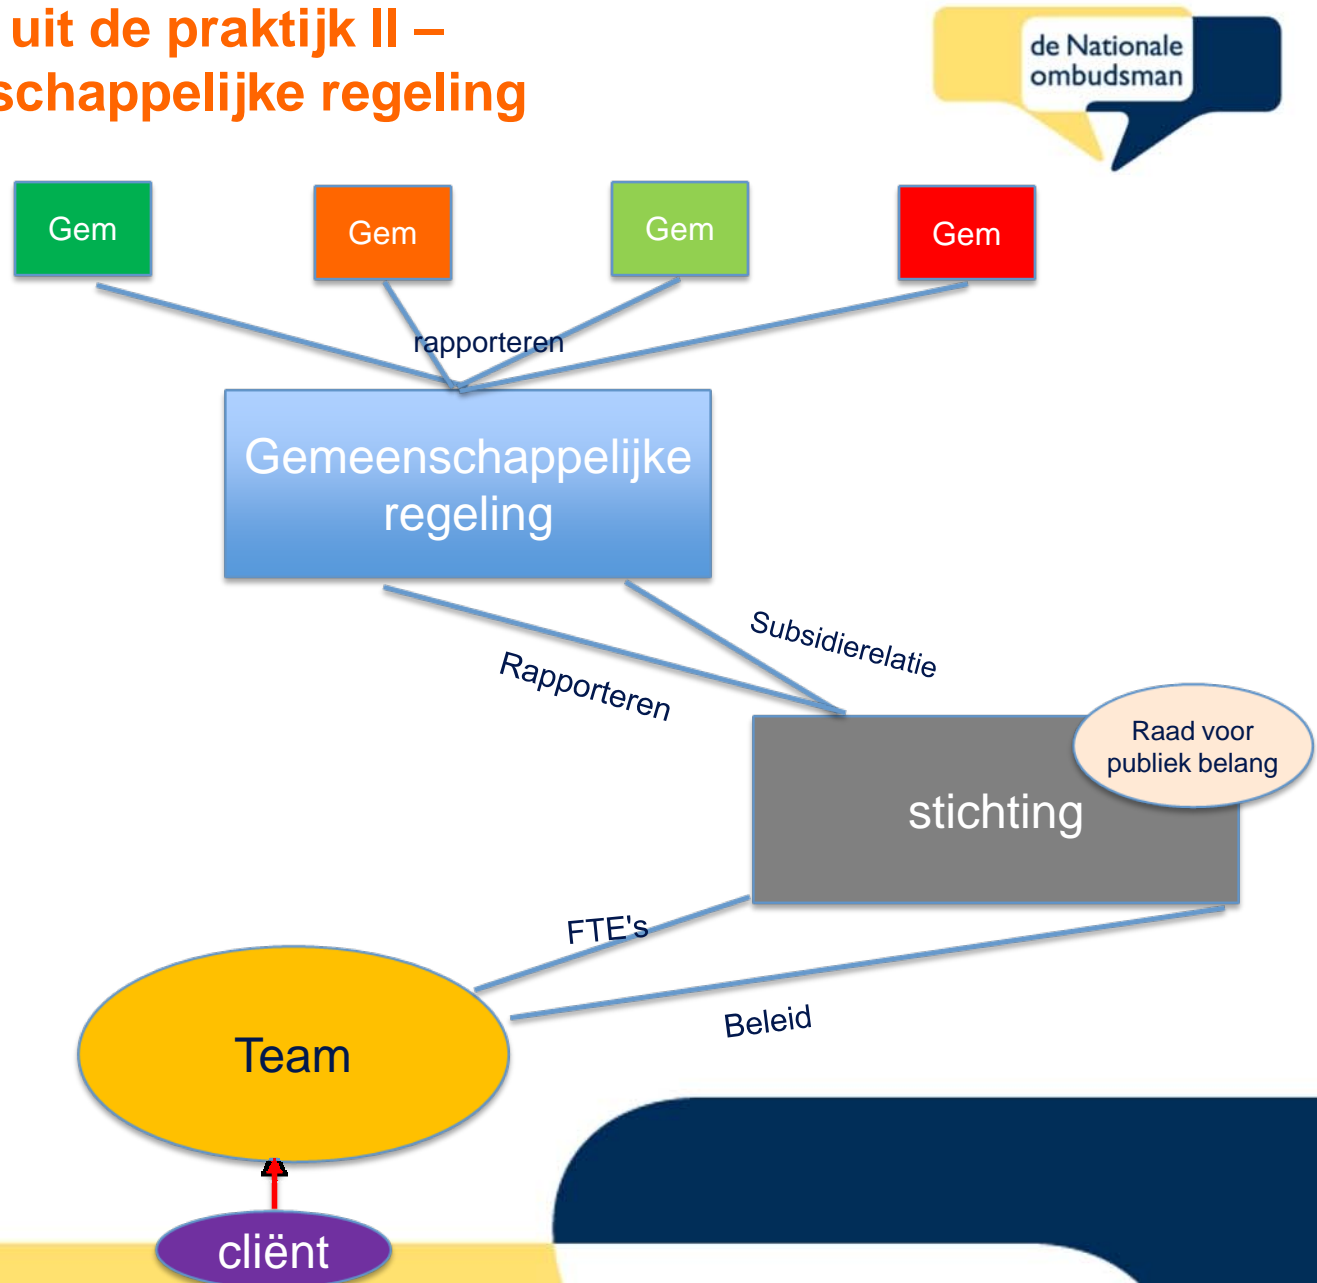 uit de praktijk II –
schappelijke regeling
de Nationale
ombudsman
Gem
Gem
Gem
Gem
rapporteren
Gemeenschappelijke
regeling
Subsidierelatie
Rapporteren
Raad voor
publiek belang
stichting
FTE's
Beleid
Team
cliënt